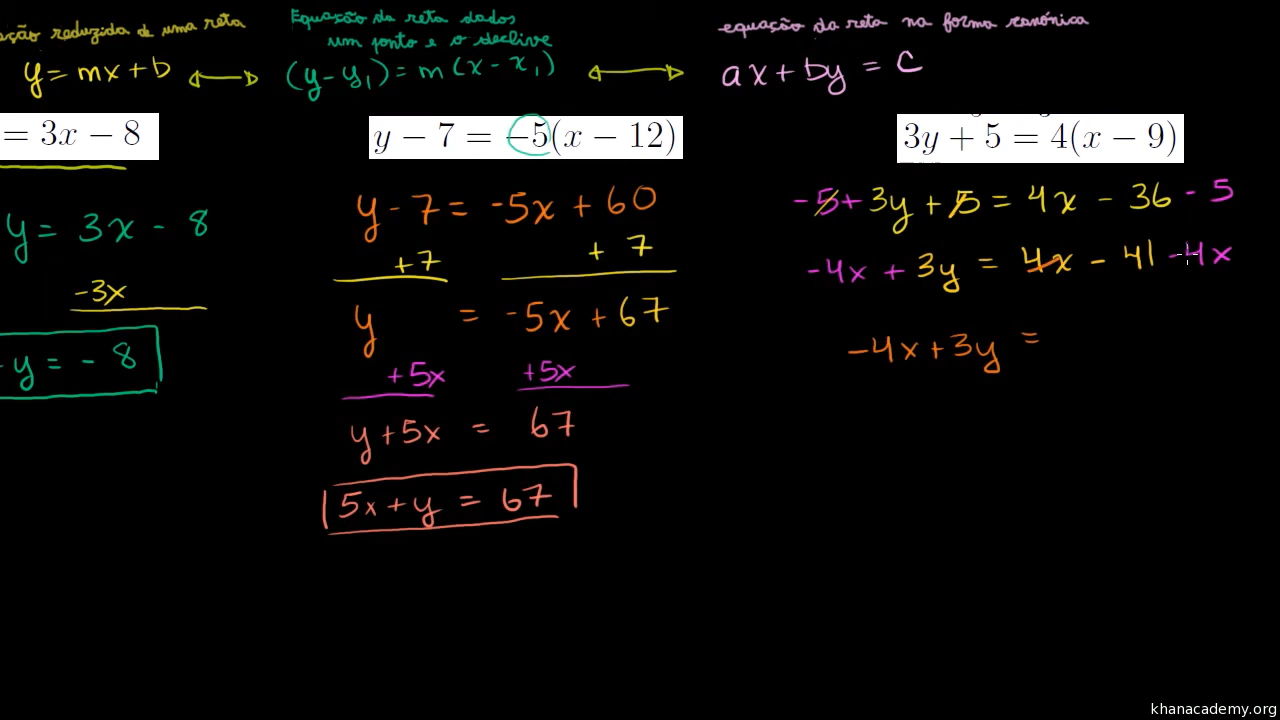 ação reduzida de uma reta
y = mx + b
= 3x − 8
y = 3x - 8
-3x
y = - 8
Equação da reta dados
um ponto e o declive
(y - y₁) = m (x - x₁)
y − 7 = −5(x − 12)
y - 7 = -5x + 60
+7 + 7
y = -5x + 67
+5x +5x
y + 5x = 67
5x + y = 67
equação da reta na forma canónica
ax + by = c
3y + 5 = 4(x − 9)
-5 + 3y + 5 = 4x - 36 - 5
-4x + 3y = 4x - 41 -4x
-4x + 3y =
khanacademy.org